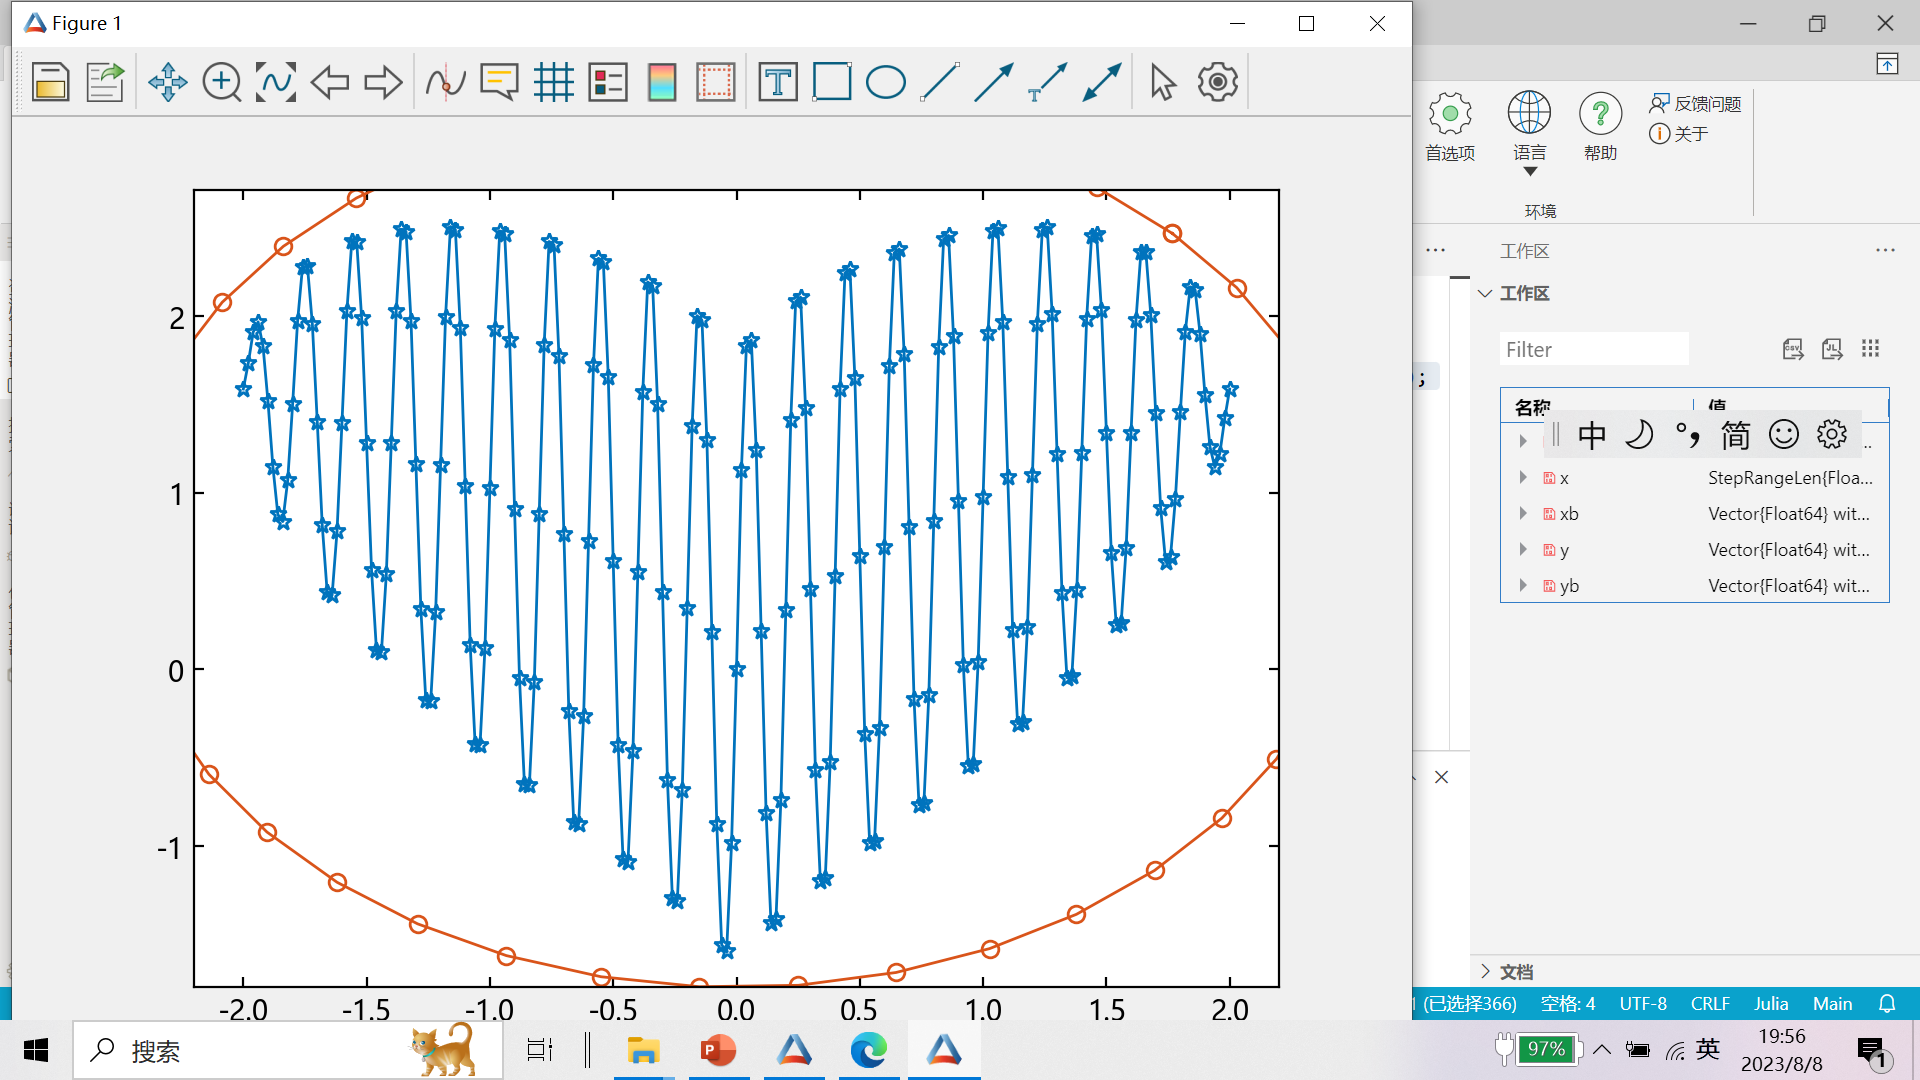 Figure 1
反馈问题
关于
首选项
语言
帮助
环境
工作区
工作区
Filter
名称
值
中
简
x
StepRangeLen{Floa...
xb
Vector{Float64} wit...
y
Vector{Float64} wit...
yb
Vector{Float64} wit...
;
2
1
0
-1
-2.0 -1.5 -1.0 -0.5 0.0 0.5 1.0 1.5 2.0
文档
(已选择366) 空格: 4 UTF-8 CRLF Julia Main
搜索
97%
英
19:56
2023/8/8
1